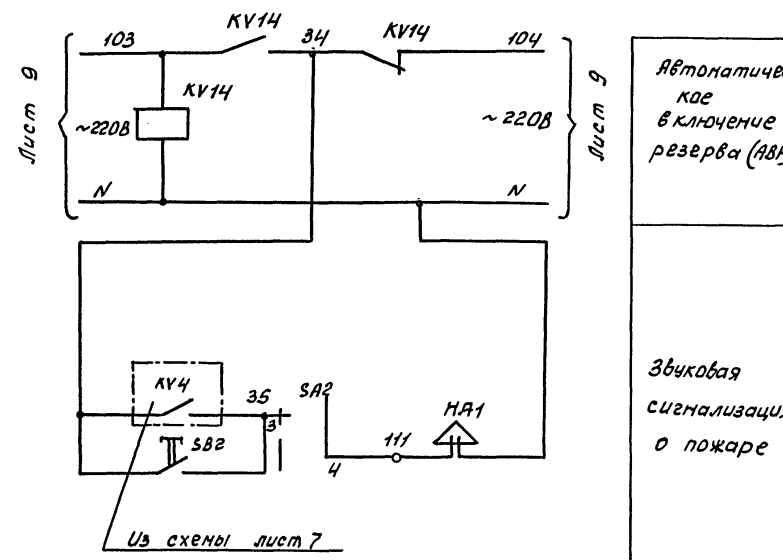 KV14
103
34
KV14
104
Лист 9
KV14
~220В
~220В
Лист 9
N
N
Автоматичес
кое
включение
резерва (АВР
KV4
35
3
SA2
SB2
4
111
HA1
Звуковая
сигнализаци
о пожаре
Из схемы лист 7